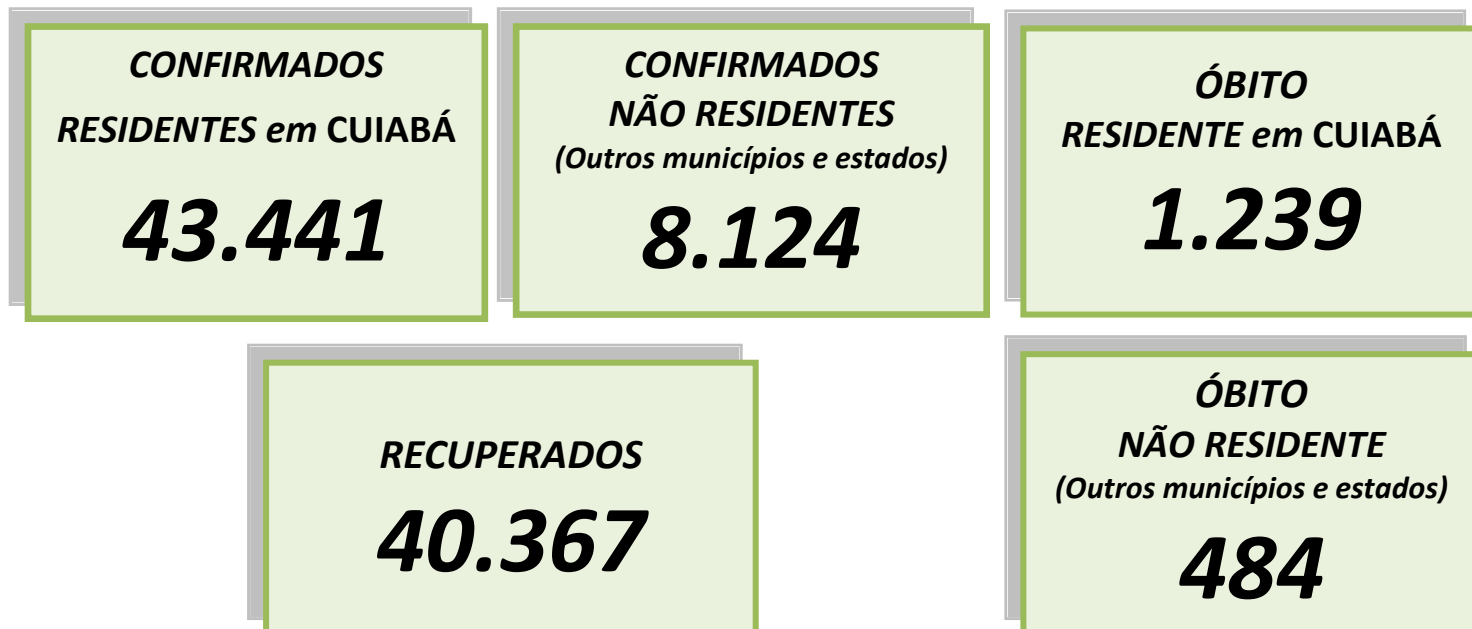 CONFIRMADOS
RESIDENTES em CUIABÁ
43.441
CONFIRMADOS
NÃO RESIDENTES
(Outros municípios e estados)
8.124
ÓBITO
RESIDENTE em CUIABÁ
1.239
RECUPERADOS
40.367
ÓBITO
NÃO RESIDENTE
(Outros municípios e estados)
484